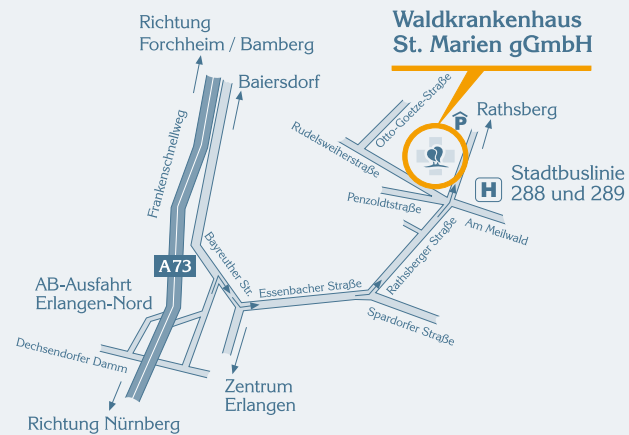 Waldkrankenhaus
St. Marien gGmbH
Richtung
Forchheim / Bamberg
Baiersdorf
Frankenschnellweg
Otto-Goetze-Straße
P
Rathsberg
Rudelsweiherstraße
H
Stadtbuslinie
288 und 289
Penzoldtstraße
Am Meilwald
Bayreuther Str.
Rathsberger Straße
A73
AB-Ausfahrt
Erlangen-Nord
Essenbacher Straße
Spardorfer Straße
Dechsendorfer Damm
Zentrum
Erlangen
Richtung Nürnberg